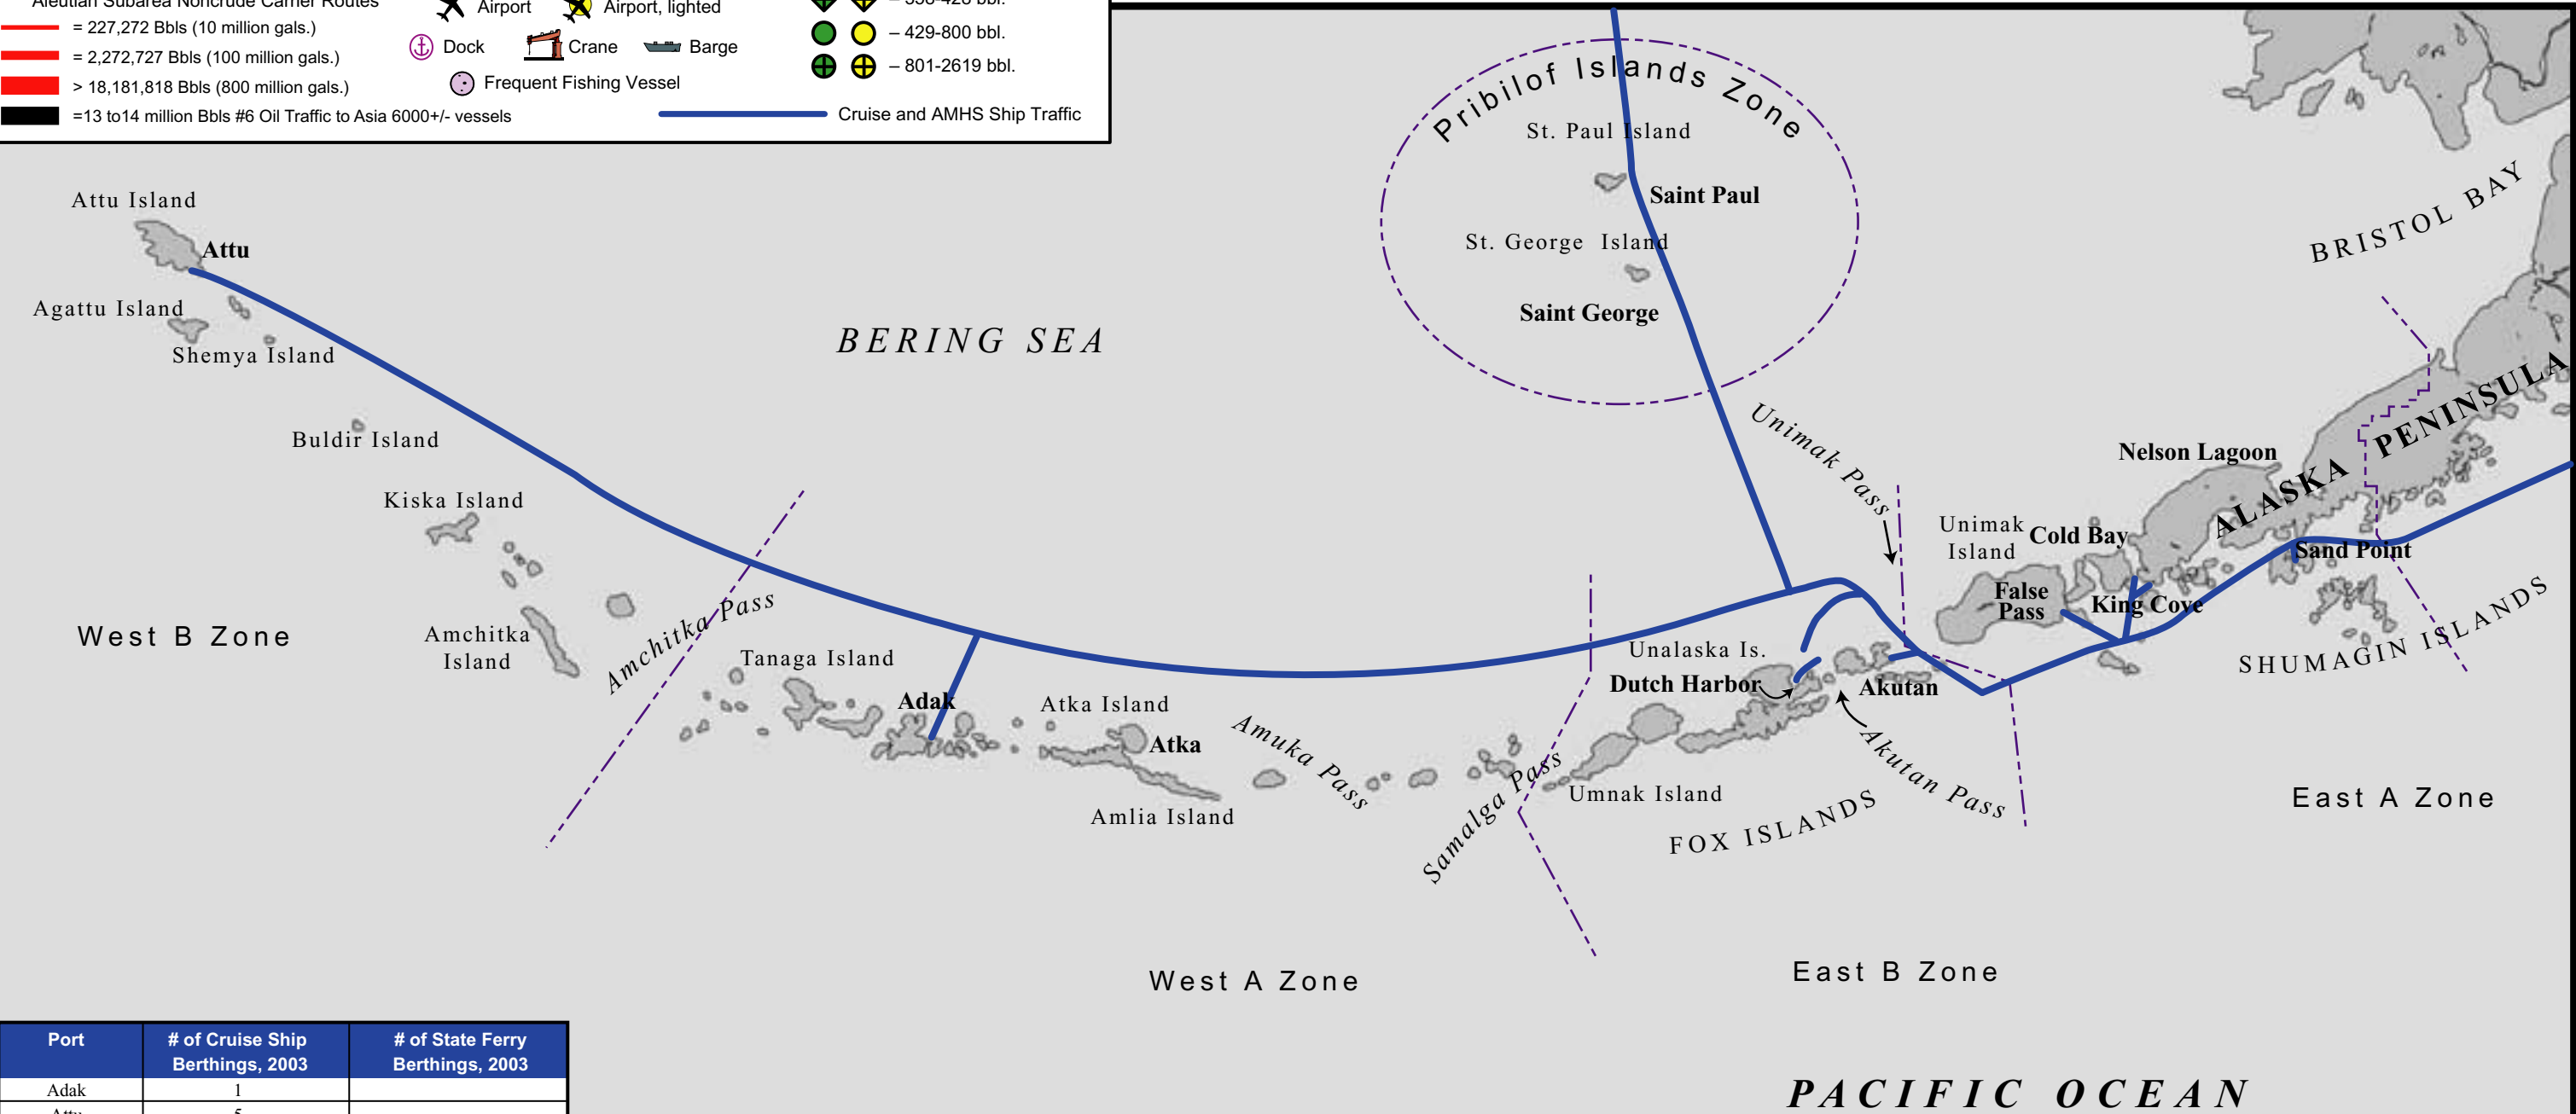 Aleutian Subarea Noncrude Carrier Routes
= 227,272 Bbls (10 million gals.)
= 2,272,727 Bbls (100 million gals.)
> 18,181,818 Bbls (800 million gals.)
=13 to14 million Bbls #6 Oil Traffic to Asia 6000+/- vessels
Airport
Airport, lighted
Dock
Crane
Barge
Frequent Fishing Vessel
– 429-800 bbl.
– 801-2619 bbl.
Cruise and AMHS Ship Traffic
Pribilof Islands Zone
St. Paul Island
Saint Paul
St. George Island
Saint George
BRISTOL BAY
Attu Island
Attu
Agattu Island
Shemya Island
BERING SEA
Buldir Island
Kiska Island
Unimak Pass
Nelson Lagoon
ALASKA PENINSULA
Unimak
Island
Cold Bay
Sand Point
False
Pass
King Cove
SHUMAGIN ISLANDS
West B Zone
Amchitka
Island
Amchitka Pass
Tanaga Island
Adak
Atka Island
Atka
Amuka Pass
Amlia Island
Samalga Pass
Unalaska Is.
Dutch Harbor
Akutan
Akutan Pass
Umnak Island
FOX ISLANDS
East A Zone
West A Zone
East B Zone
PACIFIC OCEAN
Port
# of Cruise Ship
Berthings, 2003
# of State Ferry
Berthings, 2003
Adak 1
Attu 5